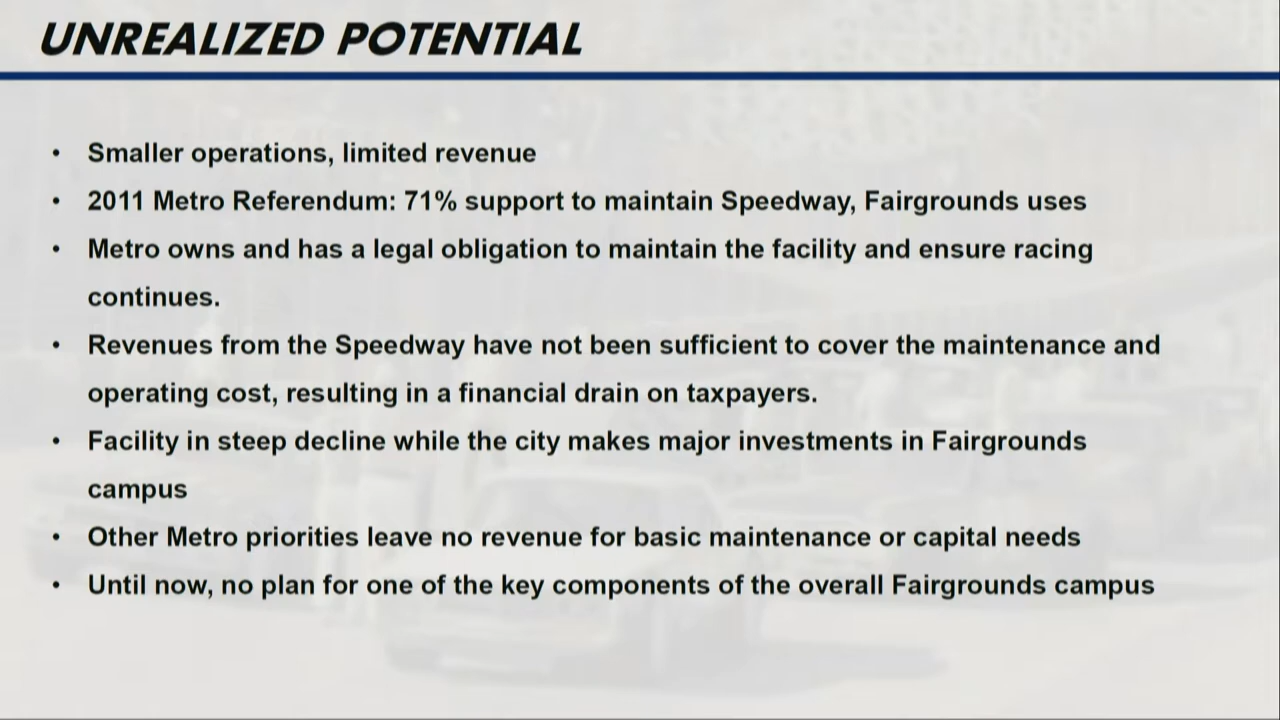 UNREALIZED POTENTIAL
• Smaller operations, limited revenue
• 2011 Metro Referendum: 71% support to maintain Speedway, Fairgrounds uses
• Metro owns and has a legal obligation to maintain the facility and ensure racing
continues.
• Revenues from the Speedway have not been sufficient to cover the maintenance and
operating cost, resulting in a financial drain on taxpayers.
• Facility in steep decline while the city makes major investments in Fairgrounds
campus
• Other Metro priorities leave no revenue for basic maintenance or capital needs
• Until now, no plan for one of the key components of the overall Fairgrounds campus